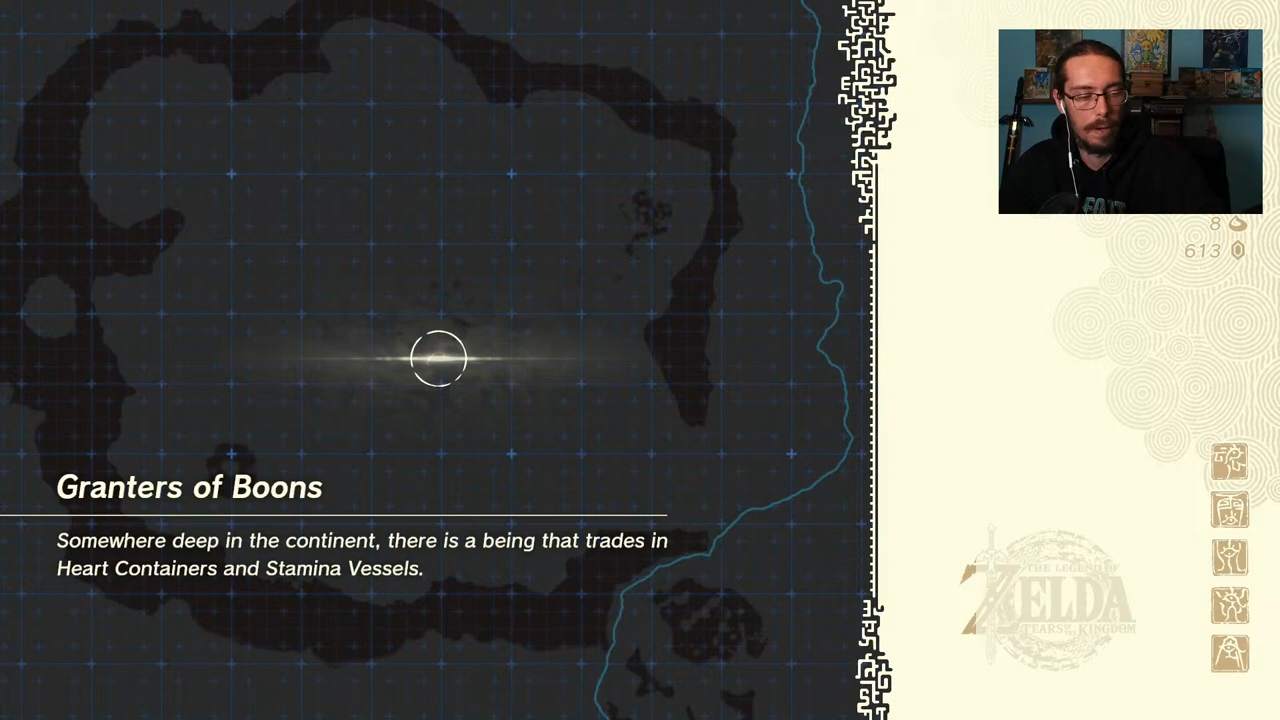 8
613
Granters of Boons
Somewhere deep in the continent, there is a being that trades in
Heart Containers and Stamina Vessels.
THE LEGEND OF
ZELDA
TEARS OF THE KINGDOM